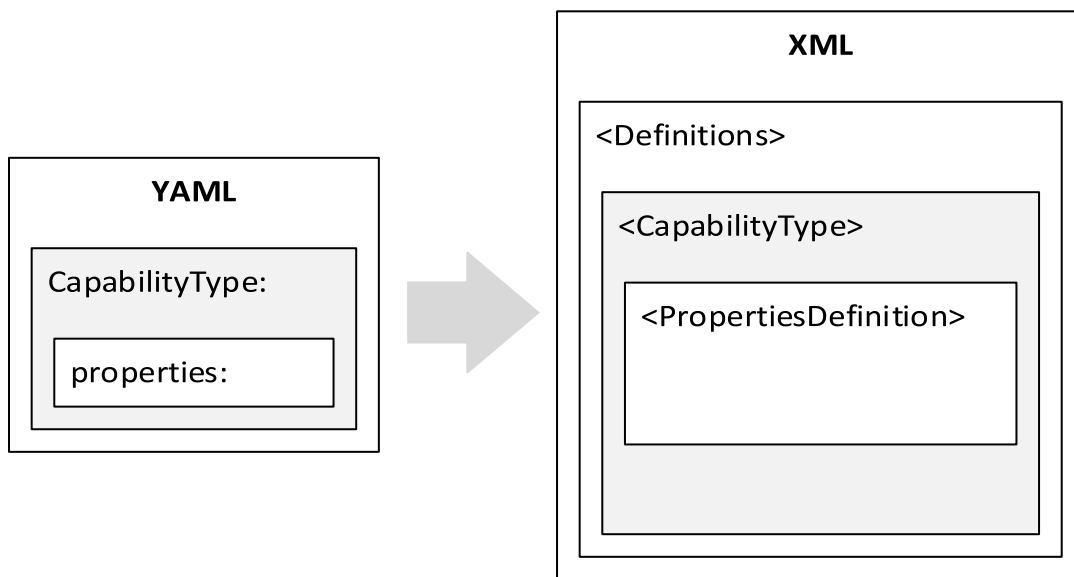 YAML
CapabilityType:
properties:
XML
<Definitions>
<CapabilityType>
<PropertiesDefinition>